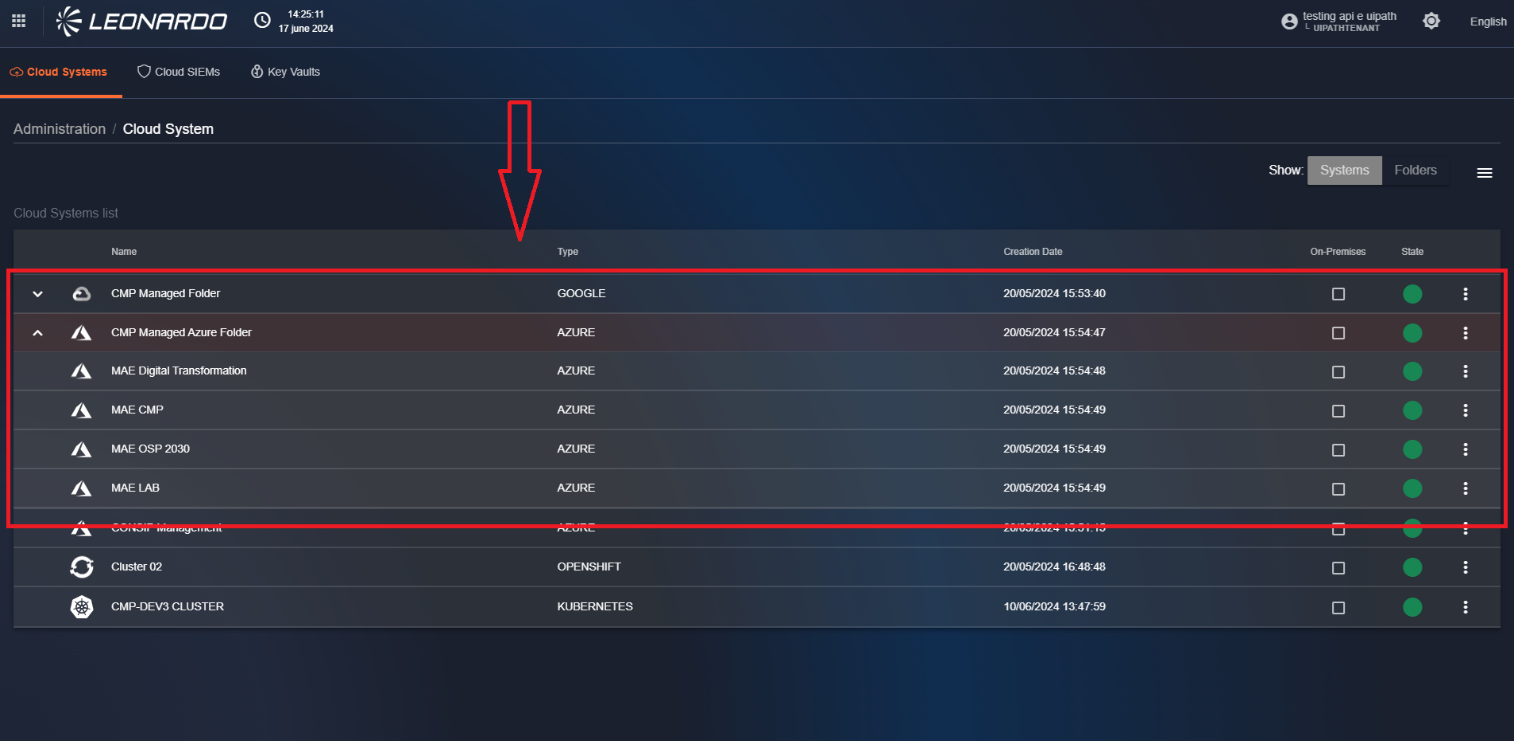 LEONARDO
14:25:11
17 june 2024
testing api e uipath
UIPATHTENANT
English
Cloud Systems
Cloud SIEMs
Key Vaults
Administration / Cloud System
Show: Systems Folders
Cloud Systems list
Name Type Creation Date On-Premises State
CMP Managed Folder GOOGLE 20/05/2024 15:53:40
CMP Managed Azure Folder AZURE 20/05/2024 15:54:47
MAE Digital Transformation AZURE 20/05/2024 15:54:48
MAE CMP AZURE 20/05/2024 15:54:49
MAE OSP 2030 AZURE 20/05/2024 15:54:49
MAE LAB AZURE 20/05/2024 15:54:49
CONSIP Management AZURE 20/05/2024 15:51:15
Cluster 02 OPENSHIFT 20/05/2024 16:48:48
CMP-DEV3 CLUSTER KUBERNETES 10/06/2024 13:47:59